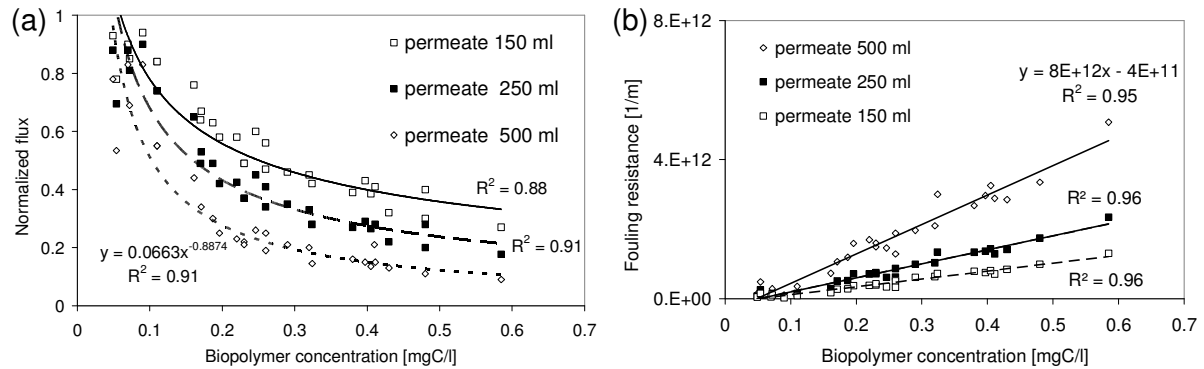 (a)
1
0.8
0.6
0.4
0.2
0
Normalized flux
permeate 150 ml
permeate 250 ml
permeate 500 ml
R² = 0.88
R² = 0.91
y = 0.0663x^-0.8874
R² = 0.91
0 0.1 0.2 0.3 0.4 0.5 0.6 0.7
Biopolymer concentration [mgC/l]
(b)
8.E+12
4.E+12
0.E+00
Fouling resistance [1/m]
permeate 500 ml
permeate 250 ml
permeate 150 ml
y = 8E+12x - 4E+11
R² = 0.95
R² = 0.96
R² = 0.96
0 0.1 0.2 0.3 0.4 0.5 0.6 0.7
Biopolymer concentration [mgC/l]